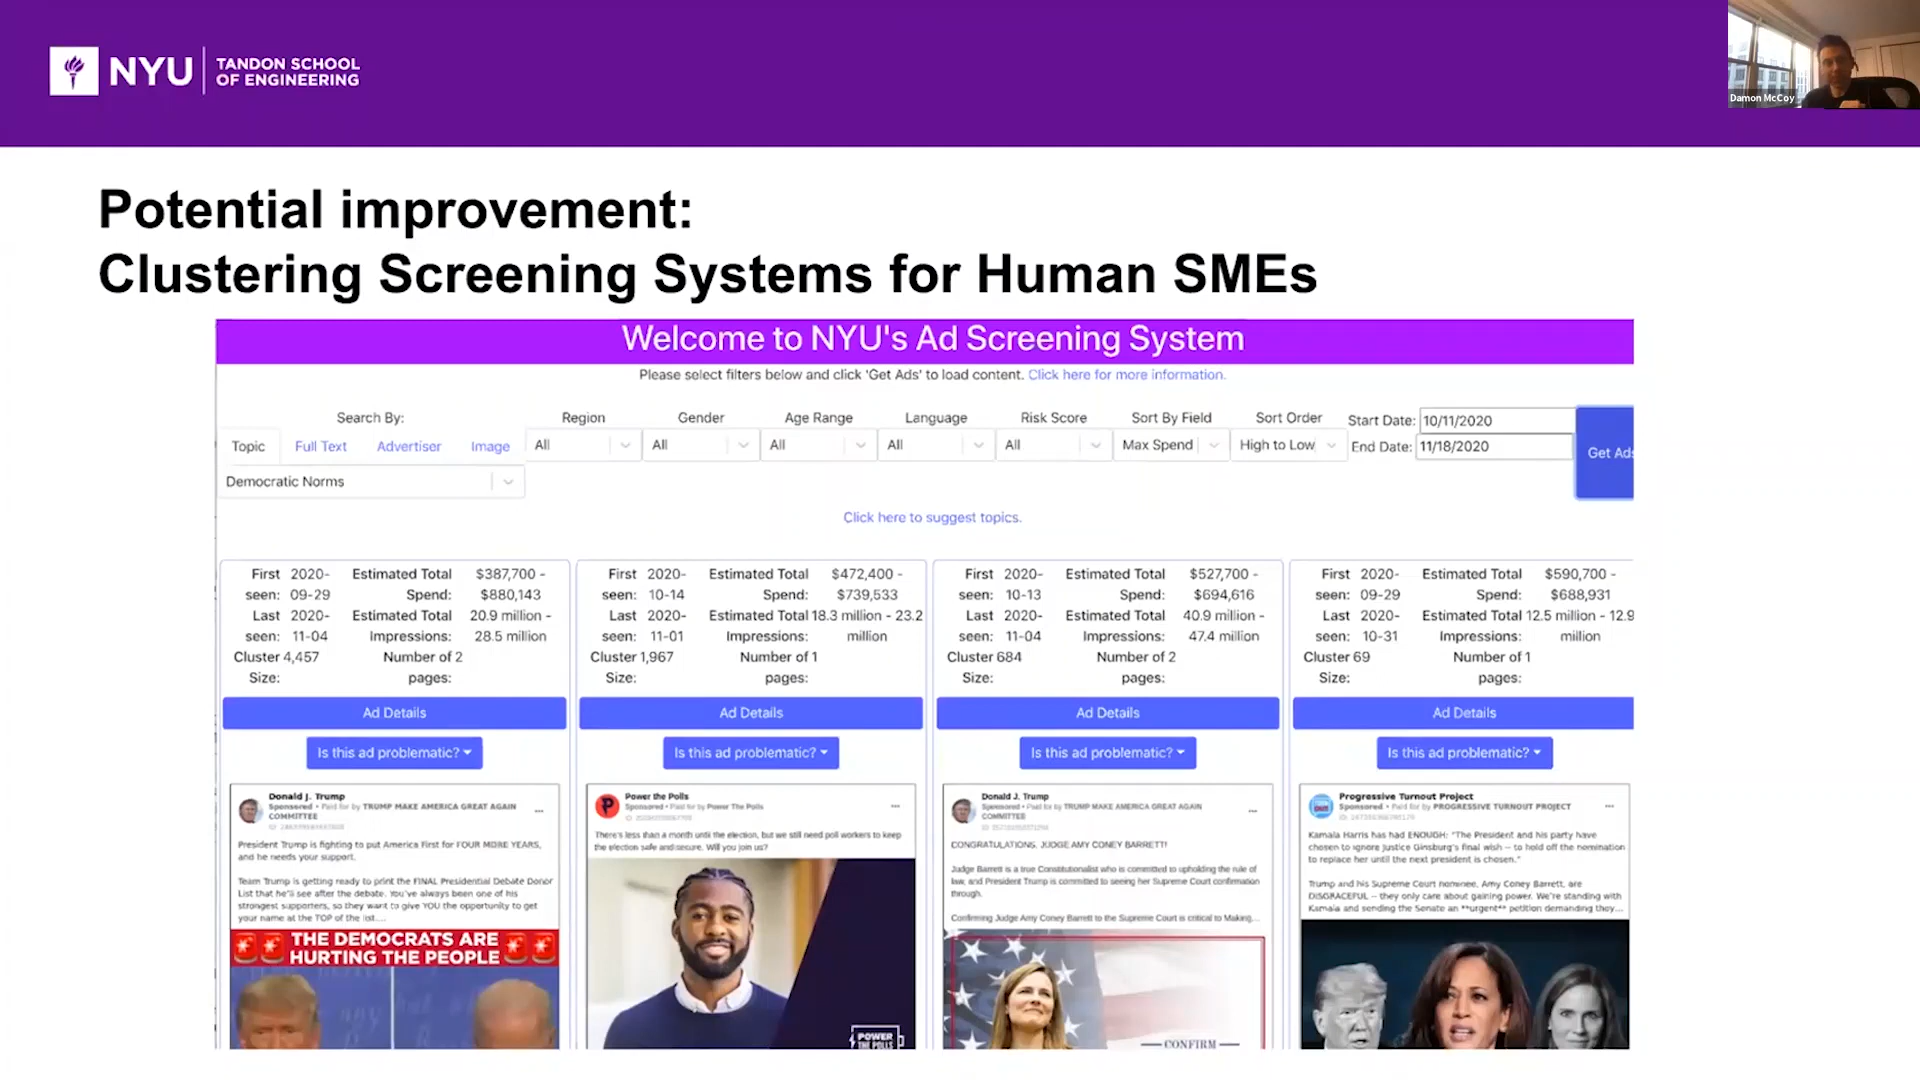 NYU
TANDON SCHOOL
OF ENGINEERING
Damon McCoy
Potential improvement:
Clustering Screening Systems for Human SMEs
Welcome to NYU's Ad Screening System
Please select filters below and click 'Get Ads' to load content. Click here for more information.
Search By:
Topic Full Text Advertiser Image
Democratic Norms
Region
All
Gender
All
Age Range
All
Language
All
Risk Score
All
Sort By Field
Max Spend
Sort Order
High to Low
Start Date: 10/11/2020
End Date: 11/18/2020
Get Ads
Click here to suggest topics.
First seen: 2020-09-29
Last seen: 2020-11-04
Cluster Size: 4,457
Estimated Total Spend: $387,700 - $880,143
Estimated Total Impressions: 20.9 million - 28.5 million
Number of pages: 2
Ad Details
Is this ad problematic?
Donald J. Trump
Sponsored • Paid for by TRUMP MAKE AMERICA GREAT AGAIN
COMMITTEE
President Trump is fighting to put America First for FOUR MORE YEARS,
and he needs your support.
Team Trump is getting ready to print the FINAL Presidential Debate Donor
List that he'll see after the debate. You've always been one of his
strongest supporters, so they want to give YOU the opportunity to get
your name at the TOP of the list....
THE DEMOCRATS ARE
HURTING THE PEOPLE
First seen: 2020-10-14
Last seen: 2020-11-01
Cluster Size: 1,967
Estimated Total Spend: $472,400 - $739,533
Estimated Total Impressions: 18.3 million - 23.2 million
Number of pages: 1
Ad Details
Is this ad problematic?
Power the Polls
Sponsored • Paid for by Power The Polls
There's less than a month until the election, but we still need poll workers to keep
the election safe and secure. Will you join us?
POWER
THE POLLS
First seen: 2020-10-13
Last seen: 2020-11-04
Cluster Size: 684
Estimated Total Spend: $527,700 - $694,616
Estimated Total Impressions: 40.9 million - 47.4 million
Number of pages: 2
Ad Details
Is this ad problematic?
Donald J. Trump
Sponsored • Paid for by TRUMP MAKE AMERICA GREAT AGAIN
COMMITTEE
CONGRATULATIONS, JUDGE AMY CONEY BARRETT!
Judge Barrett is a true Constitutionalist who is committed to upholding the rule of
law, and President Trump is committed to seeing her Supreme Court confirmation
through.
Confirming Judge Amy Coney Barrett to the Supreme Court is critical to Making...
CONFIRM
First seen: 2020-09-29
Last seen: 2020-10-31
Cluster Size: 69
Estimated Total Spend: $590,700 - $688,931
Estimated Total Impressions: 12.5 million - 12.9 million
Number of pages: 1
Ad Details
Is this ad problematic?
Progressive Turnout Project
Sponsored • Paid for by PROGRESSIVE TURNOUT PROJECT
Kamala Harris has had ENOUGH: "The President and his party have
chosen to ignore Justice Ginsburg's final wish – to hold off the nomination
to replace her until the next president is chosen."
Trump and his Supreme Court nominee, Amy Coney Barrett, are
DISGRACEFUL – they only care about gaining power. We're standing with
Kamala and sending the Senate an **urgent** petition demanding they...